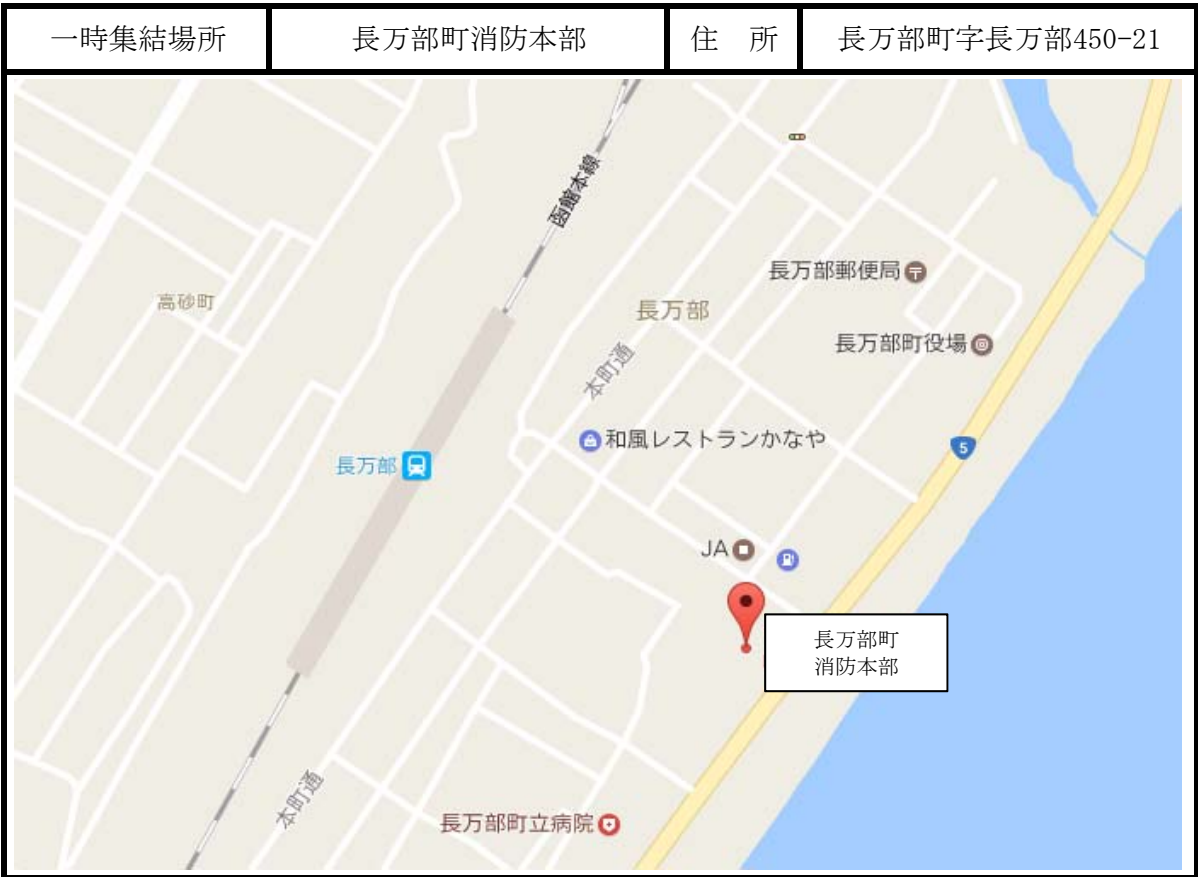 一時集結場所
長万部町消防本部
住　所
長万部町字長万部450-21
函館本線
長万部郵便局
高砂町
長万部
長万部町役場
本町通
和風レストランかなや
5
長万部
JA
長万部町
消防本部
本町通
長万部町立病院